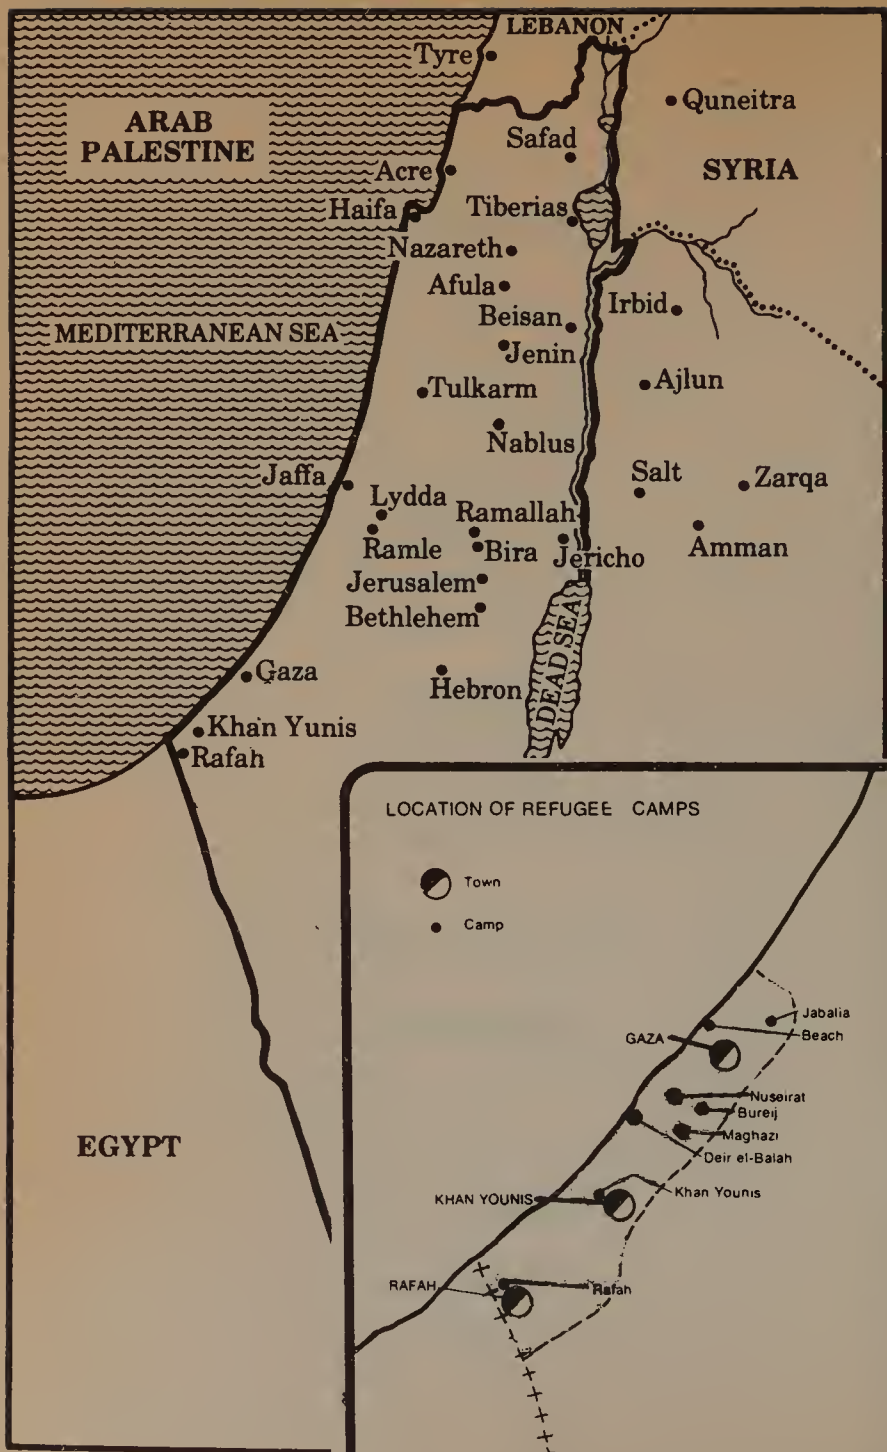 LEBANON
Tyre
ARAB
PALESTINE
Quneitra
Safad
SYRIA
Acre
Haifa
Tiberias
Nazareth
Afula
Irbid
Beisan
MEDITERRANEAN SEA
Jenin
Ajlun
Tulkarm
Nablus
Jaffa
Salt
Zarqa
Lydda
Ramallah
Ramle
Bira
Jericho
Amman
Jerusalem
Bethlehem
DEAD SEA
Gaza
Hebron
Khan Yunis
Rafah
EGYPT
LOCATION OF REFUGEE CAMPS
Town
Camp
Jabalia
Beach
GAZA
Nuseirat
Bureij
Maghazi
Deir el-Balah
KHAN YOUNIS
Khan Younis
RAFAH
Rafah